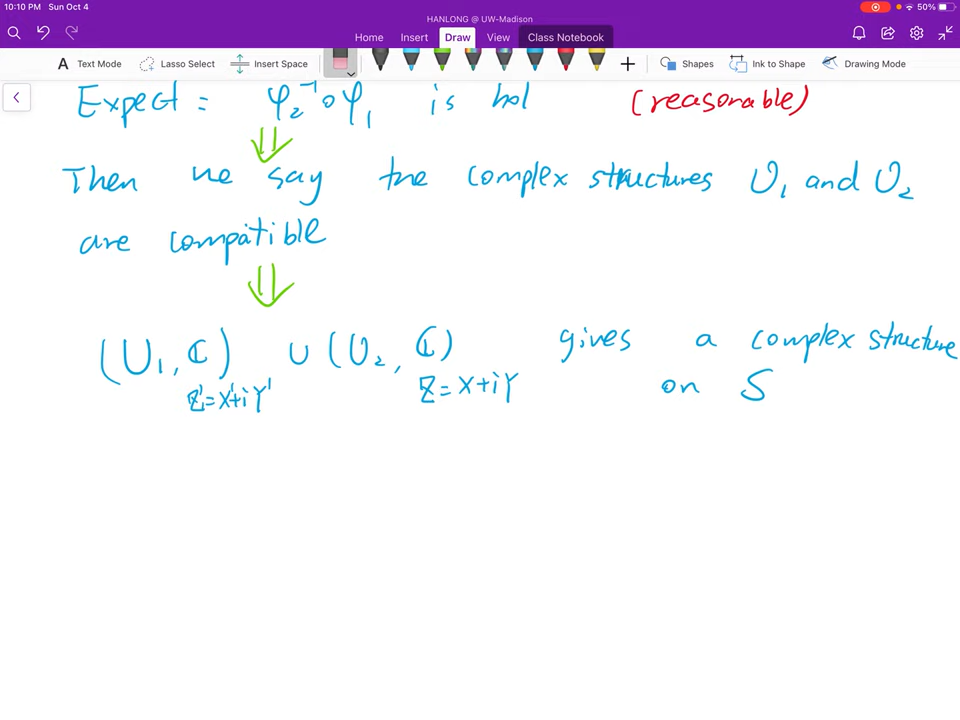 10:10 PM Sun Oct 4
50%
HANLONG @ UW-Madison
Home Insert Draw View Class Notebook
Text Mode Lasso Select Insert Space Shapes Ink to Shape Drawing Mode
Expect: φ₂⁻¹∘φ₁ is hol (reasonable)
⇓
Then we say the complex structures U₁ and U₂
are compatible
⇓
(U₁, ℂ) ∪ (U₂, ℂ) gives a complex structure
z'=x'+iY' z=x+iY on S